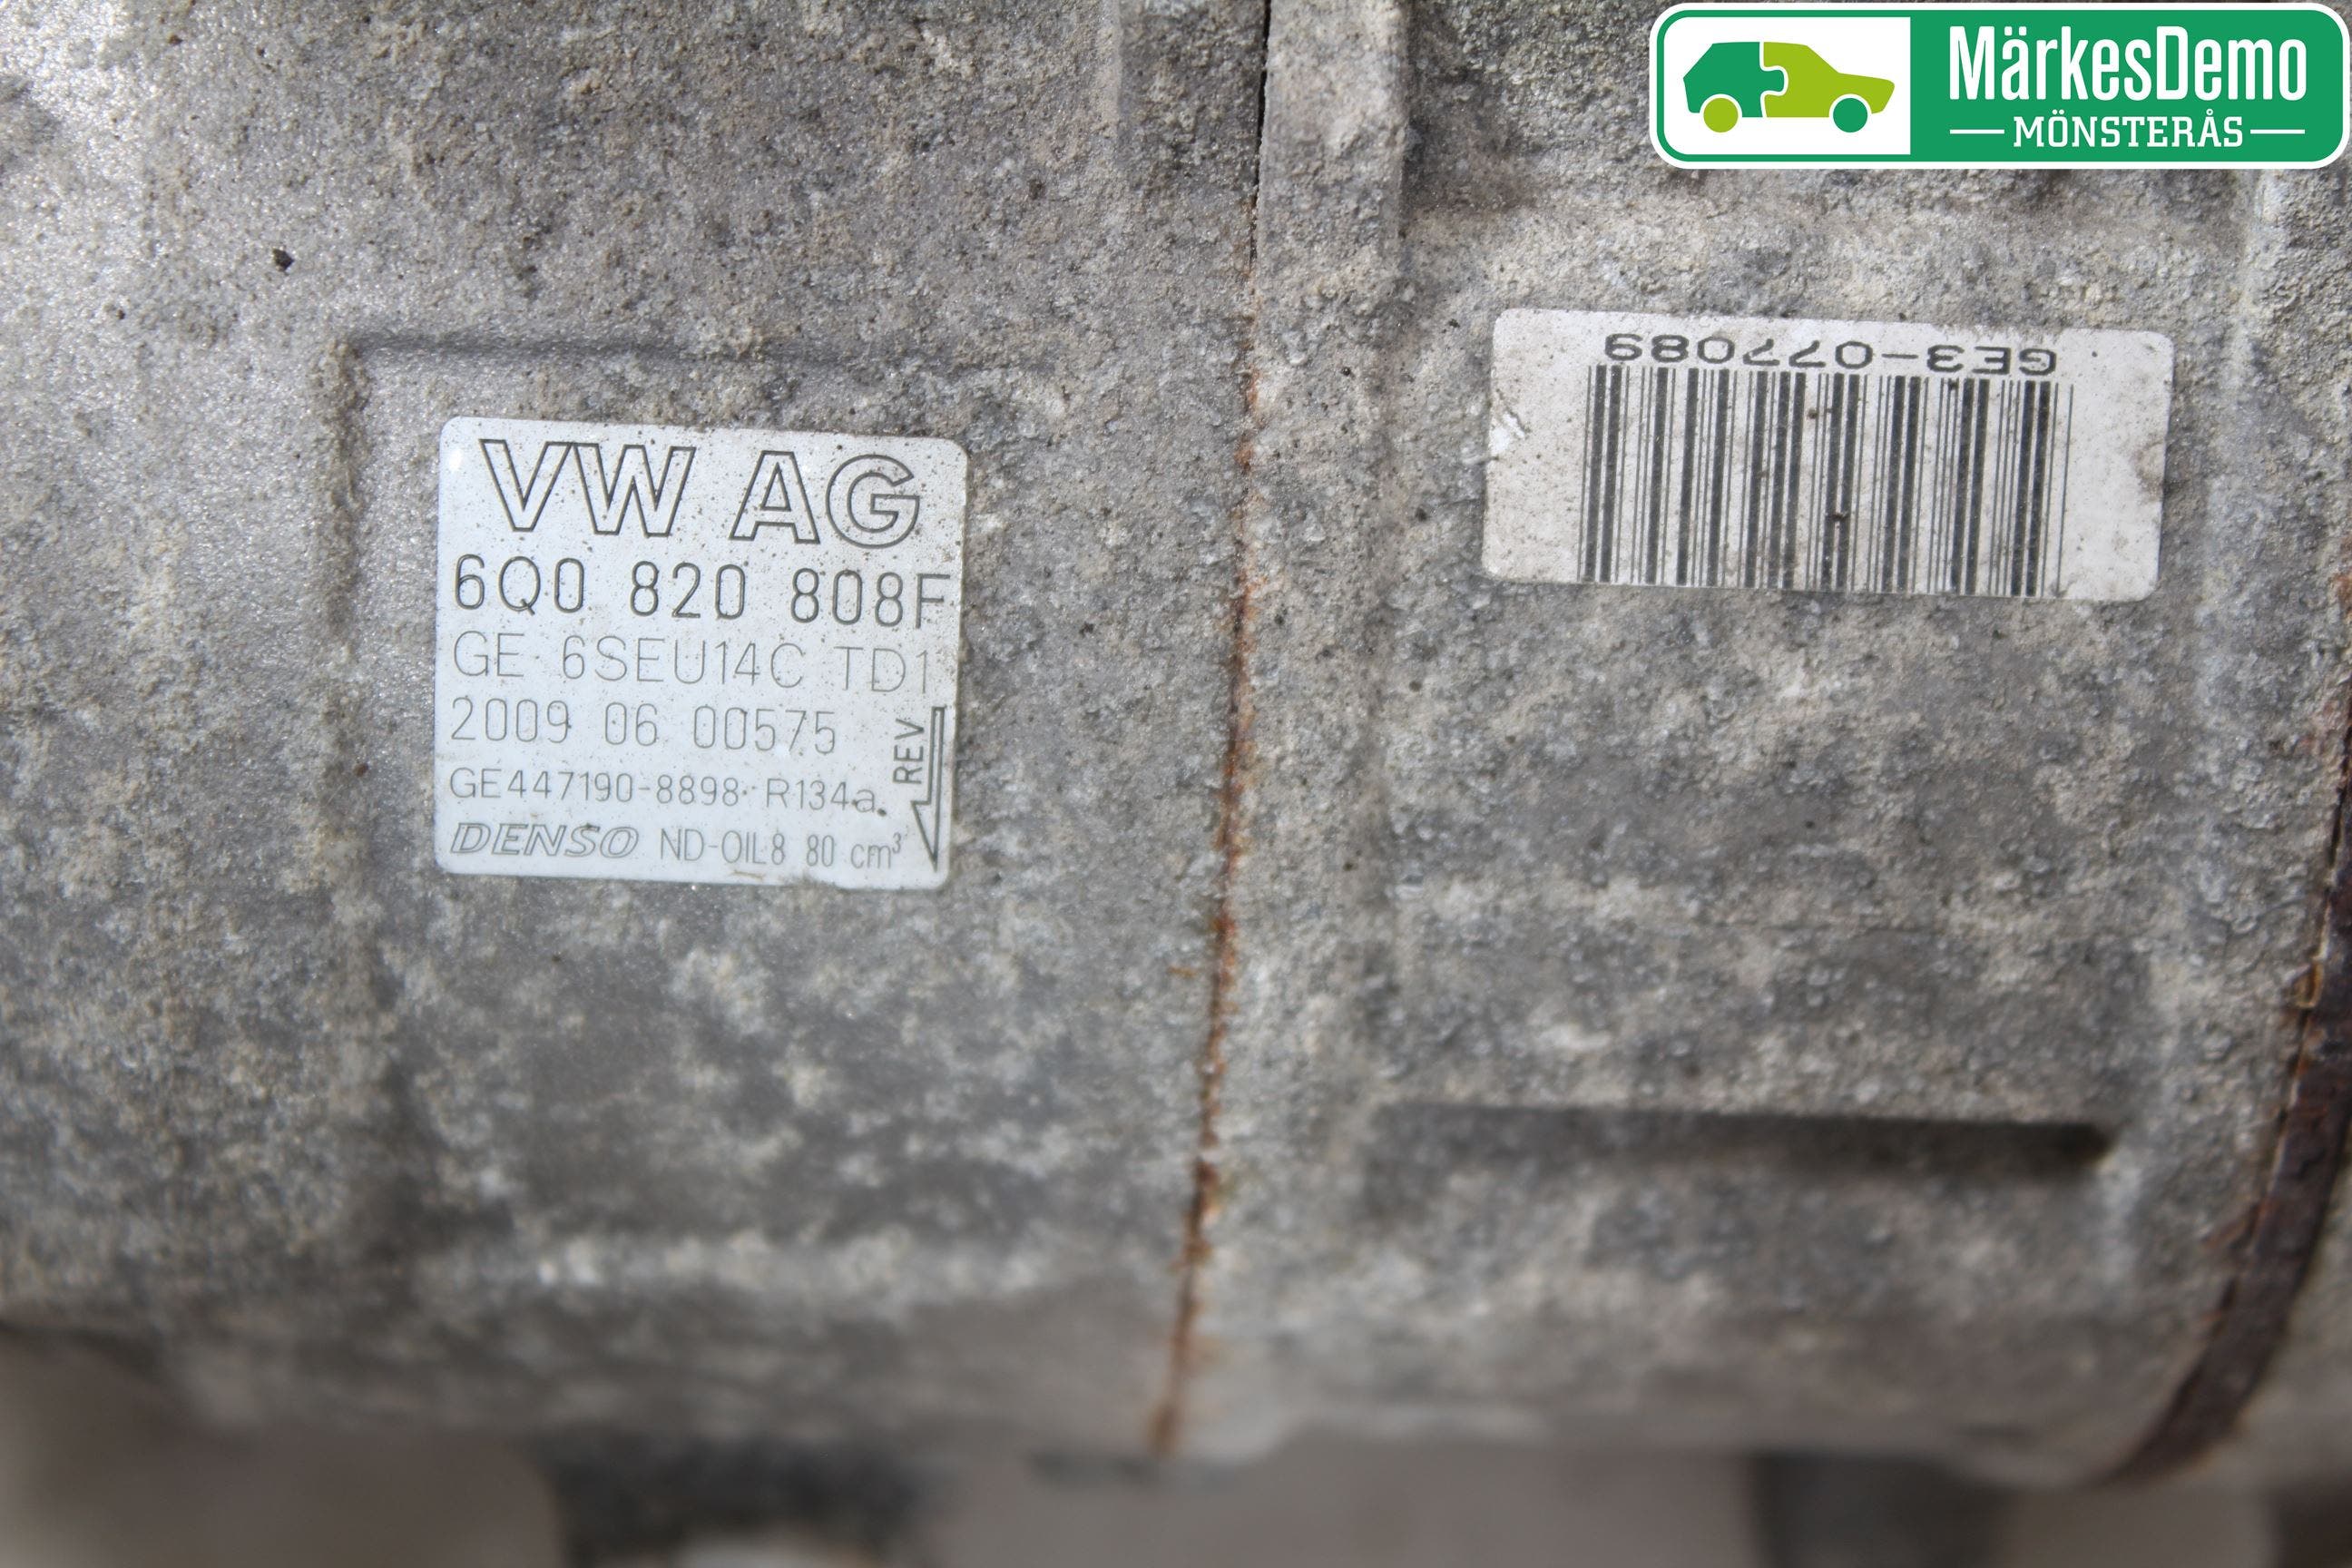 MärkesDemo
MÖNSTERÅS
GE3-077089
VW AG
6Q0 820 808F
GE 6SEU14C TD1
2009 06 00575
REV
GE447190-8898 R134a
DENSO ND-OIL8 80 cm³